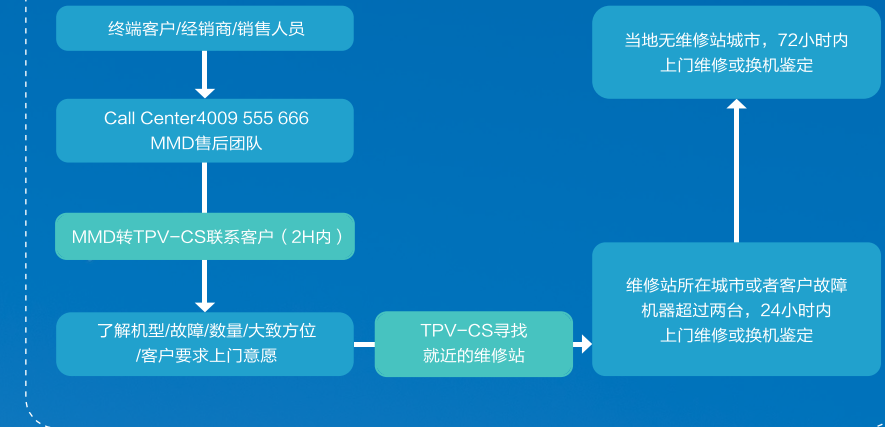 终端客户/经销商/销售人员
Call Center4009 555 666
MMD售后团队
MMD转TPV-CS联系客户（2H内）
了解机型/故障/数量/大致方位
/客户要求上门意愿
TPV-CS寻找
就近的维修站
维修站所在城市或者客户故障
机器超过两台，24小时内
上门维修或换机鉴定
当地无维修站城市，72小时内
上门维修或换机鉴定